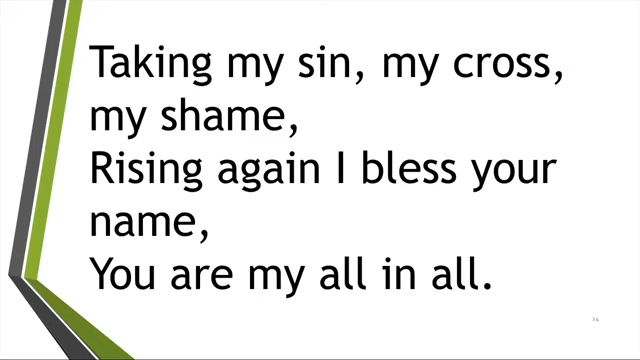 Taking my sin, my cross,
my shame,
Rising again I bless your
name,
You are my all in all.